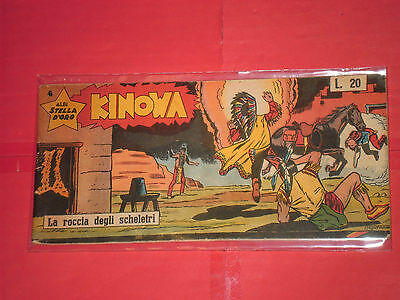 4
ALBI
STELLA
D'ORO
KINOWA
L. 20
La roccia degli scheletri